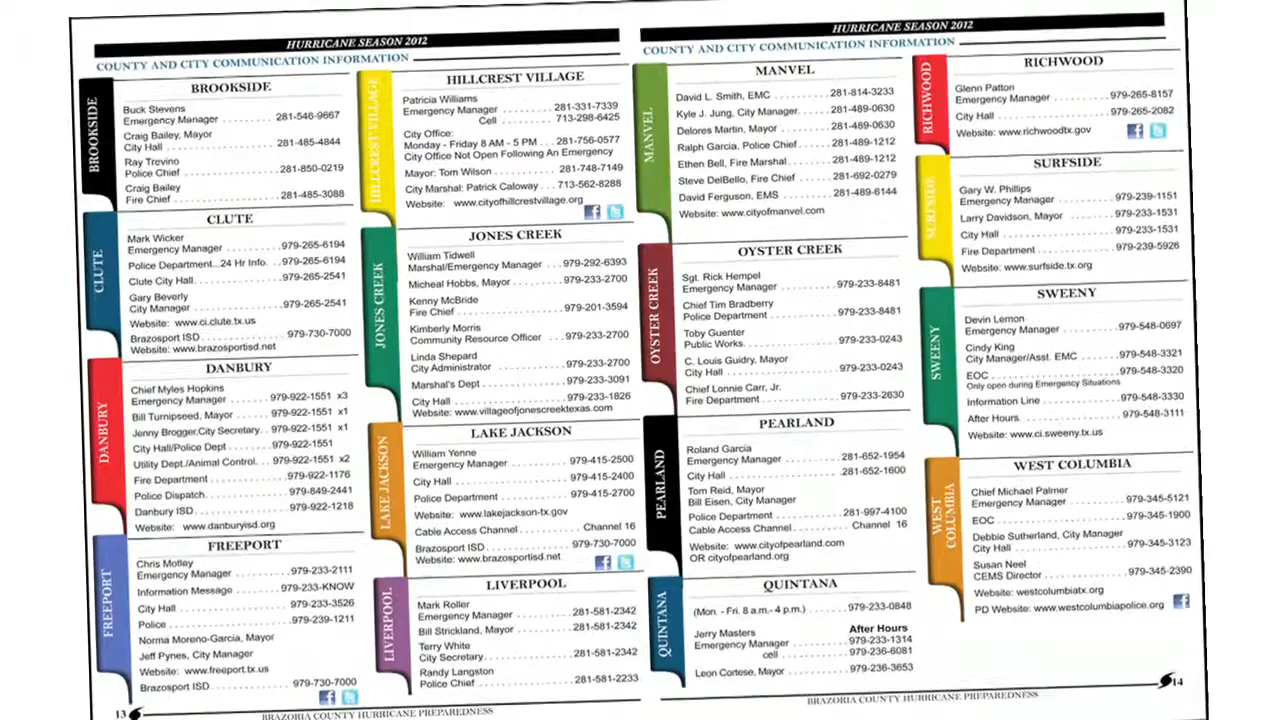 HURRICANE SEASON 2012
COUNTY AND CITY COMMUNICATION INFORMATION
BROOKSIDE
BROOKSIDE
Buck Stevens
Emergency Manager . . . . . . . . . . . . 281-546-9667
Craig Bailey, Mayor
City Hall . . . . . . . . . . . . . . . . . . . . . 281-485-4844
Ray Trevino
Police Chief . . . . . . . . . . . . . . . . . . 281-850-0219
Craig Bailey
Fire Chief . . . . . . . . . . . . . . . . . . . . 281-485-3088
CLUTE
CLUTE
Mark Wicker
Emergency Manager . . . . . . . . . . . 979-265-6194
Police Department...24 Hr Info. . . . 979-265-6194
Clute City Hall . . . . . . . . . . . . . . . . 979-265-2541
Gary Beverly
City Manager . . . . . . . . . . . . . . . . . 979-265-2541
Website: www.ci.clute.tx.us
Brazosport ISD . . . . . . . . . . . . . . . . 979-730-7000
Website: www.brazosportisd.net
DANBURY
DANBURY
Chief Myles Hopkins
Emergency Manager . . . . . . . . . 979-922-1551 x3
Bill Turnipseed, Mayor . . . . . . . . 979-922-1551 x1
Jenny Brogger,City Secretary. . . 979-922-1551 x1
City Hall/Police Dept . . . . . . . . . 979-922-1551
Utility Dept./Animal Control. . . . 979-922-1551 x2
Fire Department . . . . . . . . . . . . . . . 979-922-1176
Police Dispatch. . . . . . . . . . . . . . . . 979-849-2441
Danbury ISD . . . . . . . . . . . . . . . . . . 979-922-1218
Website: www.danburyisd.org
FREEPORT
FREEPORT
Chris Motley
Emergency Manager . . . . . . . . . . . 979-233-2111
Information Message . . . . . . . . . 979-233-KNOW
City Hall . . . . . . . . . . . . . . . . . . . . . 979-233-3526
Police . . . . . . . . . . . . . . . . . . . . . . . 979-239-1211
Norma Moreno-Garcia, Mayor
Jeff Pynes, City Manager
Website: www.freeport.tx.us
Brazosport ISD . . . . . . . . . . . . . . . . 979-730-7000
HILLCREST VILLAGE
HILLCREST VILLAGE
Patricia Williams
Emergency Manager . . . . . . . . . . . 281-331-7339
Cell . . . . . . . . . . . 713-298-6425
City Office:
Monday - Friday 8 AM - 5 PM . . . 281-756-0577
City Office Not Open Following An Emergency
Mayor: Tom Wilson . . . . . . . . . . . . 281-748-7149
City Marshal: Patrick Caloway . . . 713-562-8288
Website: www.cityofhillcrestvillage.org
JONES CREEK
JONES CREEK
William Tidwell
Marshal/Emergency Manager . . . . 979-292-6393
Micheal Hobbs, Mayor . . . . . . . . . 979-233-2700
Kenny McBride
Fire Chief . . . . . . . . . . . . . . . . . . . . 979-201-3594
Kimberly Morris
Community Resource Officer . . . . 979-233-2700
Linda Shepard
City Administrator . . . . . . . . . . . . . 979-233-2700
Marshal's Dept . . . . . . . . . . . . . . . . 979-233-3091
City Hall . . . . . . . . . . . . . . . . . . . . . 979-233-1826
Website: www.villageofjonescreektexas.com
LAKE JACKSON
LAKE JACKSON
William Yenne
Emergency Manager . . . . . . . . . . . 979-415-2500
City Hall . . . . . . . . . . . . . . . . . . . . . 979-415-2400
Police Department . . . . . . . . . . . . . 979-415-2700
Website: www.lakejackson-tx.gov
Cable Access Channel . . . . . . . . . . Channel 16
Brazosport ISD . . . . . . . . . . . . . . . . 979-730-7000
Website: www.brazosportisd.net
LIVERPOOL
LIVERPOOL
Mark Roller
Emergency Manager . . . . . . . . . . . 281-581-2342
Bill Strickland, Mayor . . . . . . . . . . 281-581-2342
Terry White
City Secretary . . . . . . . . . . . . . . . . . 281-581-2342
Randy Langston
Police Chief . . . . . . . . . . . . . . . . . . 281-581-2233
13
BRAZORIA COUNTY HURRICANE PREPAREDNESS
HURRICANE SEASON 2012
COUNTY AND CITY COMMUNICATION INFORMATION
MANVEL
MANVEL
David L. Smith, EMC . . . . . . . . . . . 281-814-3233
Kyle J. Jung, City Manager. . . . . . 281-489-0630
Delores Martin, Mayor . . . . . . . . . . 281-489-0630
Ralph Garcia, Police Chief . . . . . . 281-489-1212
Ethen Bell, Fire Marshal . . . . . . . . 281-489-1212
Steve DelBello, Fire Chief . . . . . . 281-692-0279
David Ferguson, EMS . . . . . . . . . . 281-489-6144
Website: www.cityofmanvel.com
OYSTER CREEK
OYSTER CREEK
Sgt. Rick Hempel
Emergency Manager . . . . . . . . . . . 979-233-8481
Chief Tim Bradberry
Police Department . . . . . . . . . . . . . 979-233-8481
Toby Guenter
Public Works. . . . . . . . . . . . . . . . . . 979-233-0243
C. Louis Guidry, Mayor
City Hall . . . . . . . . . . . . . . . . . . . . . 979-233-0243
Chief Lonnie Carr, Jr.
Fire Department . . . . . . . . . . . . . . . 979-233-2630
PEARLAND
PEARLAND
Roland Garcia
Emergency Manager . . . . . . . . . . . 281-652-1954
City Hall . . . . . . . . . . . . . . . . . . . . . 281-652-1600
Tom Reid, Mayor
Bill Eisen, City Manager
Police Department . . . . . . . . . . . . . 281-997-4100
Cable Access Channel . . . . . . . . . . Channel 16
Website: www.cityofpearland.com
OR cityofpearland.org
QUINTANA
QUINTANA
(Mon. - Fri. 8 a.m.- 4 p.m.) . . . . . . . 979-233-0848
After Hours
Jerry Masters
Emergency Manager . . . . . . . . . . . 979-233-1314
cell . . . . . . . . . . . 979-236-6081
Leon Cortese, Mayor . . . . . . . . . . . 979-236-3653
RICHWOOD
RICHWOOD
Glenn Patton
Emergency Manager . . . . . . . . . . . 979-265-8157
City Hall . . . . . . . . . . . . . . . . . . . . . 979-265-2082
Website: www.richwoodtx.gov
SURFSIDE
SURFSIDE
Gary W. Phillips
Emergency Manager . . . . . . . . . . . 979-239-1151
Larry Davidson, Mayor . . . . . . . . . 979-233-1531
City Hall . . . . . . . . . . . . . . . . . . . . . 979-233-1531
Fire Department . . . . . . . . . . . . . . . 979-239-5926
Website: www.surfside.tx.org
SWEENY
SWEENY
Devin Lemon
Emergency Manager . . . . . . . . . . . 979-548-0697
Cindy King
City Manager/Asst. EMC . . . . . . . . 979-548-3321
EOC . . . . . . . . . . . . . . . . . . . . . . . . 979-548-3320
Only open during Emergency Situations
Information Line . . . . . . . . . . . . . . . 979-548-3330
After Hours . . . . . . . . . . . . . . . . . . . 979-548-3111
Website: www.ci.sweeny.tx.us
WEST COLUMBIA
WEST
COLUMBIA
Chief Michael Palmer
Emergency Manager . . . . . . . . . . . 979-345-5121
EOC . . . . . . . . . . . . . . . . . . . . . . . . 979-345-1900
Debbie Sutherland, City Manager
City Hall . . . . . . . . . . . . . . . . . . . . . 979-345-3123
Susan Neel
CEMS Director . . . . . . . . . . . . . . . . 979-345-2390
Website: westcolumbiatx.org
PD Website: www.westcolumbiapolice.org
BRAZORIA COUNTY HURRICANE PREPAREDNESS
14